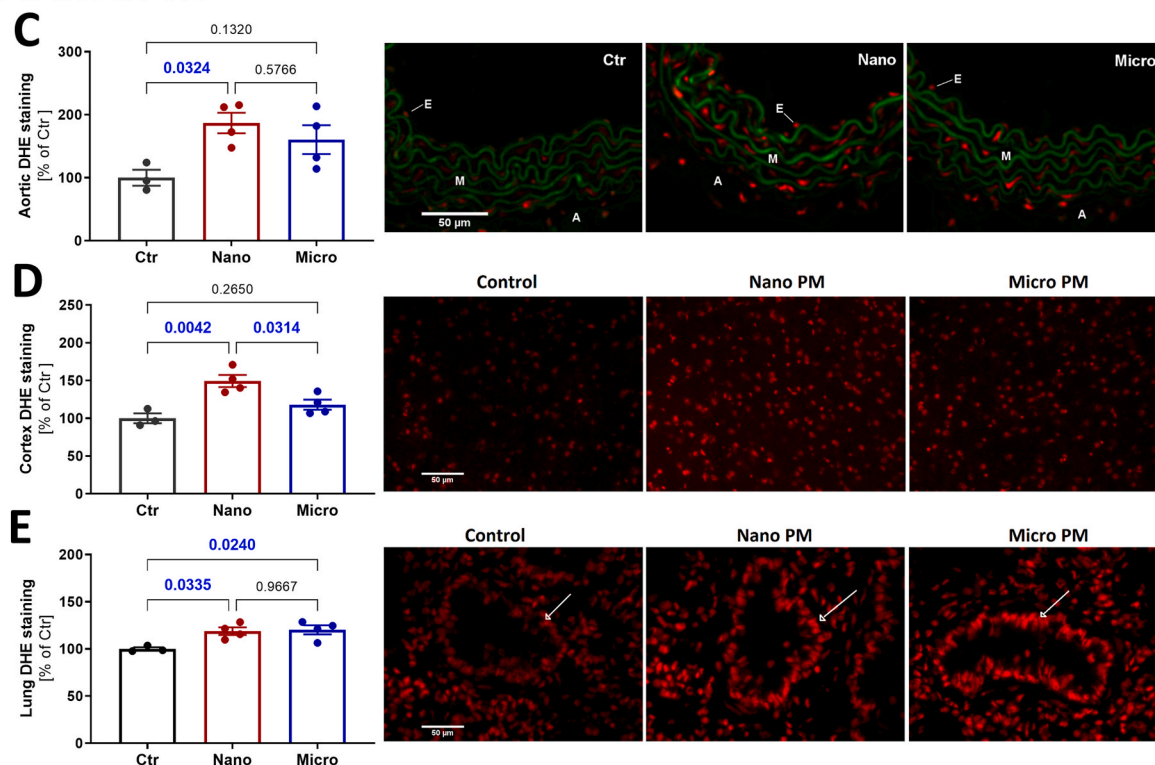 C
Aortic DHE staining
[% of Ctr ]
300
200
100
0
0.1320
0.0324
0.5766
Ctr
Nano
Micro
Ctr
E
M
A
50 µm
Nano
E
M
A
Micro
E
M
A
D
Cortex DHE staining
[% of Ctr ]
250
200
150
100
50
0
0.2650
0.0042
0.0314
Ctr
Nano
Micro
Control
Nano PM
Micro PM
50 µm
E
Lung DHE staining
[% of Ctr]
200
150
100
50
0
0.0240
0.0335
0.9667
Ctr
Nano
Micro
Control
Nano PM
Micro PM
50 µm